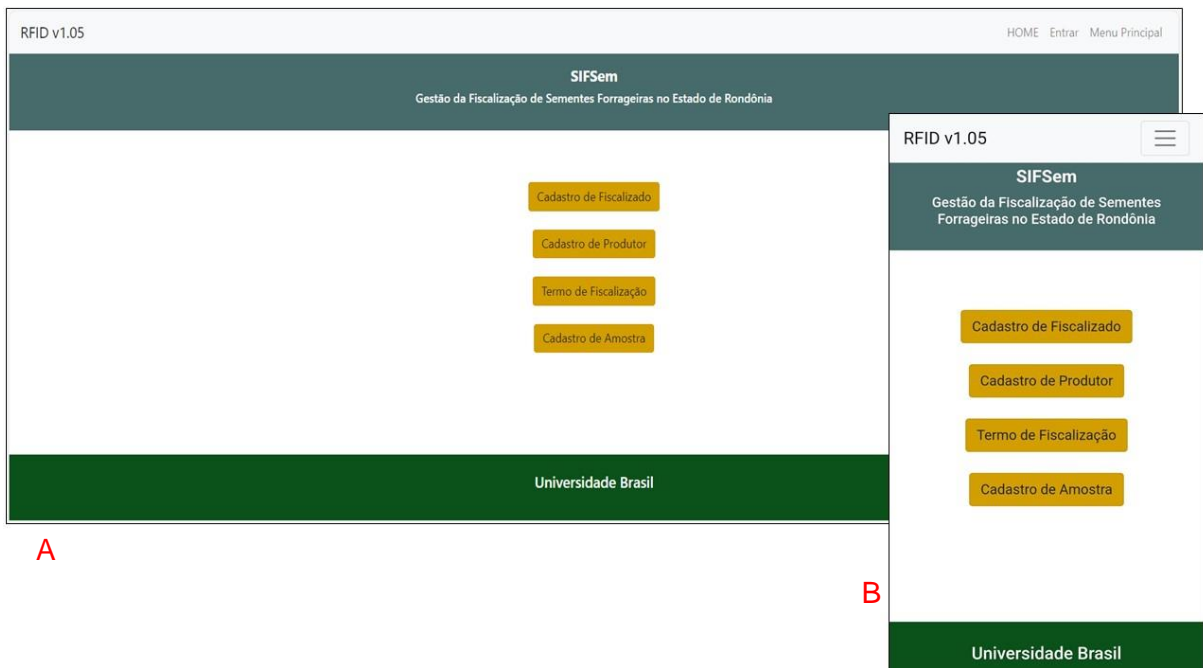 RFID v1.05
HOME Entrar Menu Principal
SIFSem
Gestão da Fiscalização de Sementes Forrageiras no Estado de Rondônia
Cadastro de Fiscalizado
Cadastro de Produtor
Termo de Fiscalização
Cadastro de Amostra
Universidade Brasil
A
RFID v1.05
SIFSem
Gestão da Fiscalização de Sementes
Forrageiras no Estado de Rondônia
Cadastro de Fiscalizado
Cadastro de Produtor
Termo de Fiscalização
Cadastro de Amostra
Universidade Brasil
B